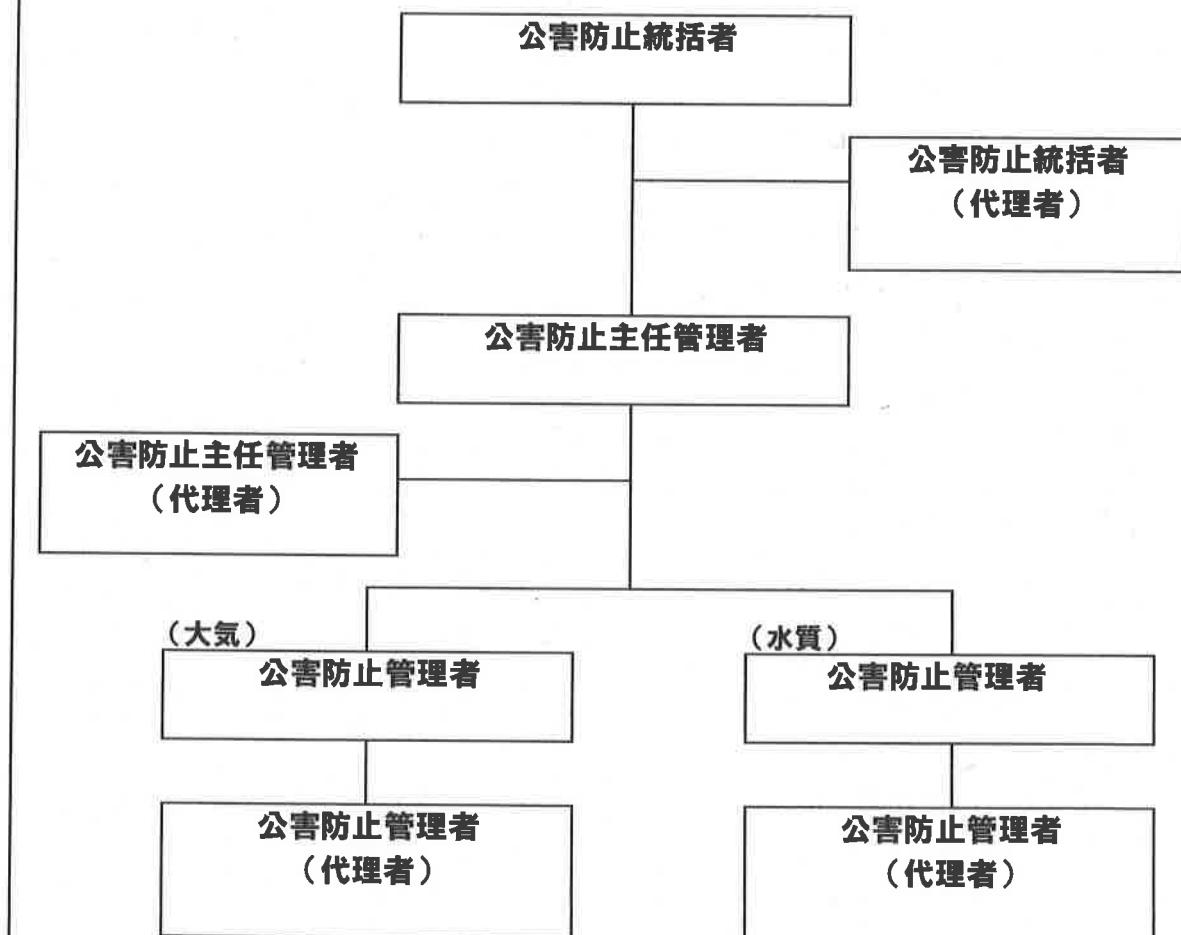 公害防止統括者
公害防止統括者
（代理者）
公害防止主任管理者
公害防止主任管理者
（代理者）
（大気）
公害防止管理者
（水質）
公害防止管理者
公害防止管理者
（代理者）
公害防止管理者
（代理者）